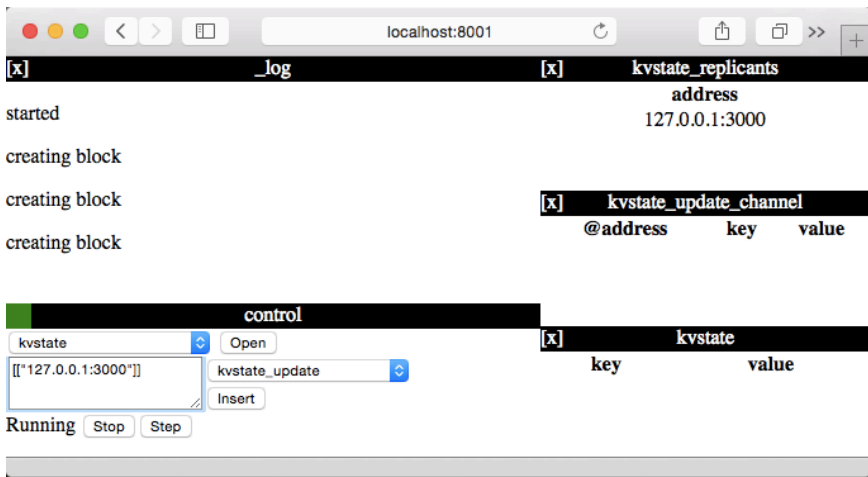 localhost:8001
[x] _log
started
creating block
creating block
creating block
control
kvstate Open
[["127.0.0.1:3000"]] kvstate_update
Insert
Running Stop Step
[x] kvstate_replicants
address
127.0.0.1:3000
[x] kvstate_update_channel
@address key value
[x] kvstate
key value